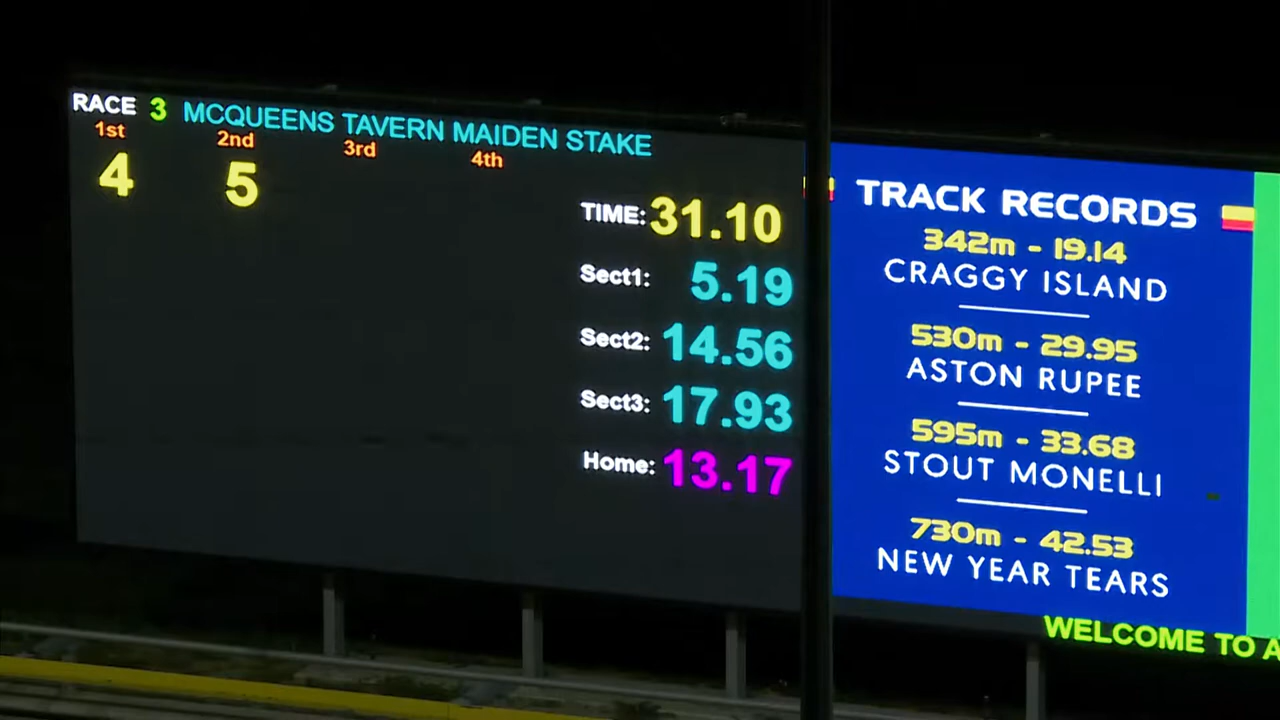 RACE 3 MCQUEENS TAVERN MAIDEN STAKE
1st 2nd 3rd 4th
4 5
TIME: 31.10
Sect1: 5.19
Sect2: 14.56
Sect3: 17.93
Home: 13.17
TRACK RECORDS
342m - 19.14
CRAGGY ISLAND
530m - 29.95
ASTON RUPEE
595m - 33.68
STOUT MONELLI
730m - 42.53
NEW YEAR TEARS
WELCOME TO A